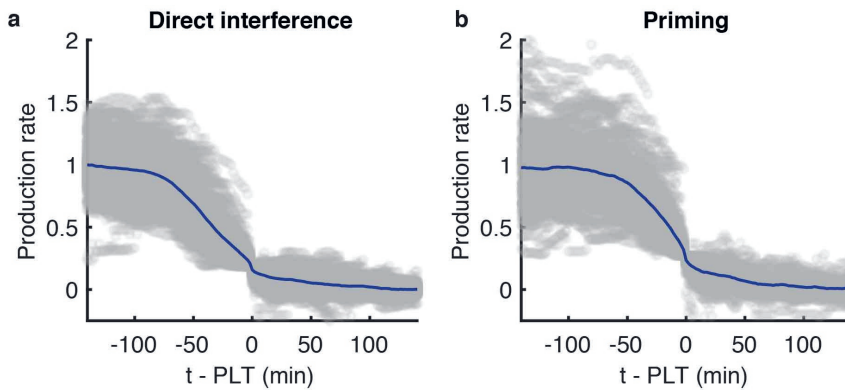 a Direct interference
2
1.5
1
0.5
0
Production rate
-100 -50 0 50 100
t - PLT (min)
b Priming
2
1.5
1
0.5
0
Production rate
-100 -50 0 50 100
t - PLT (min)